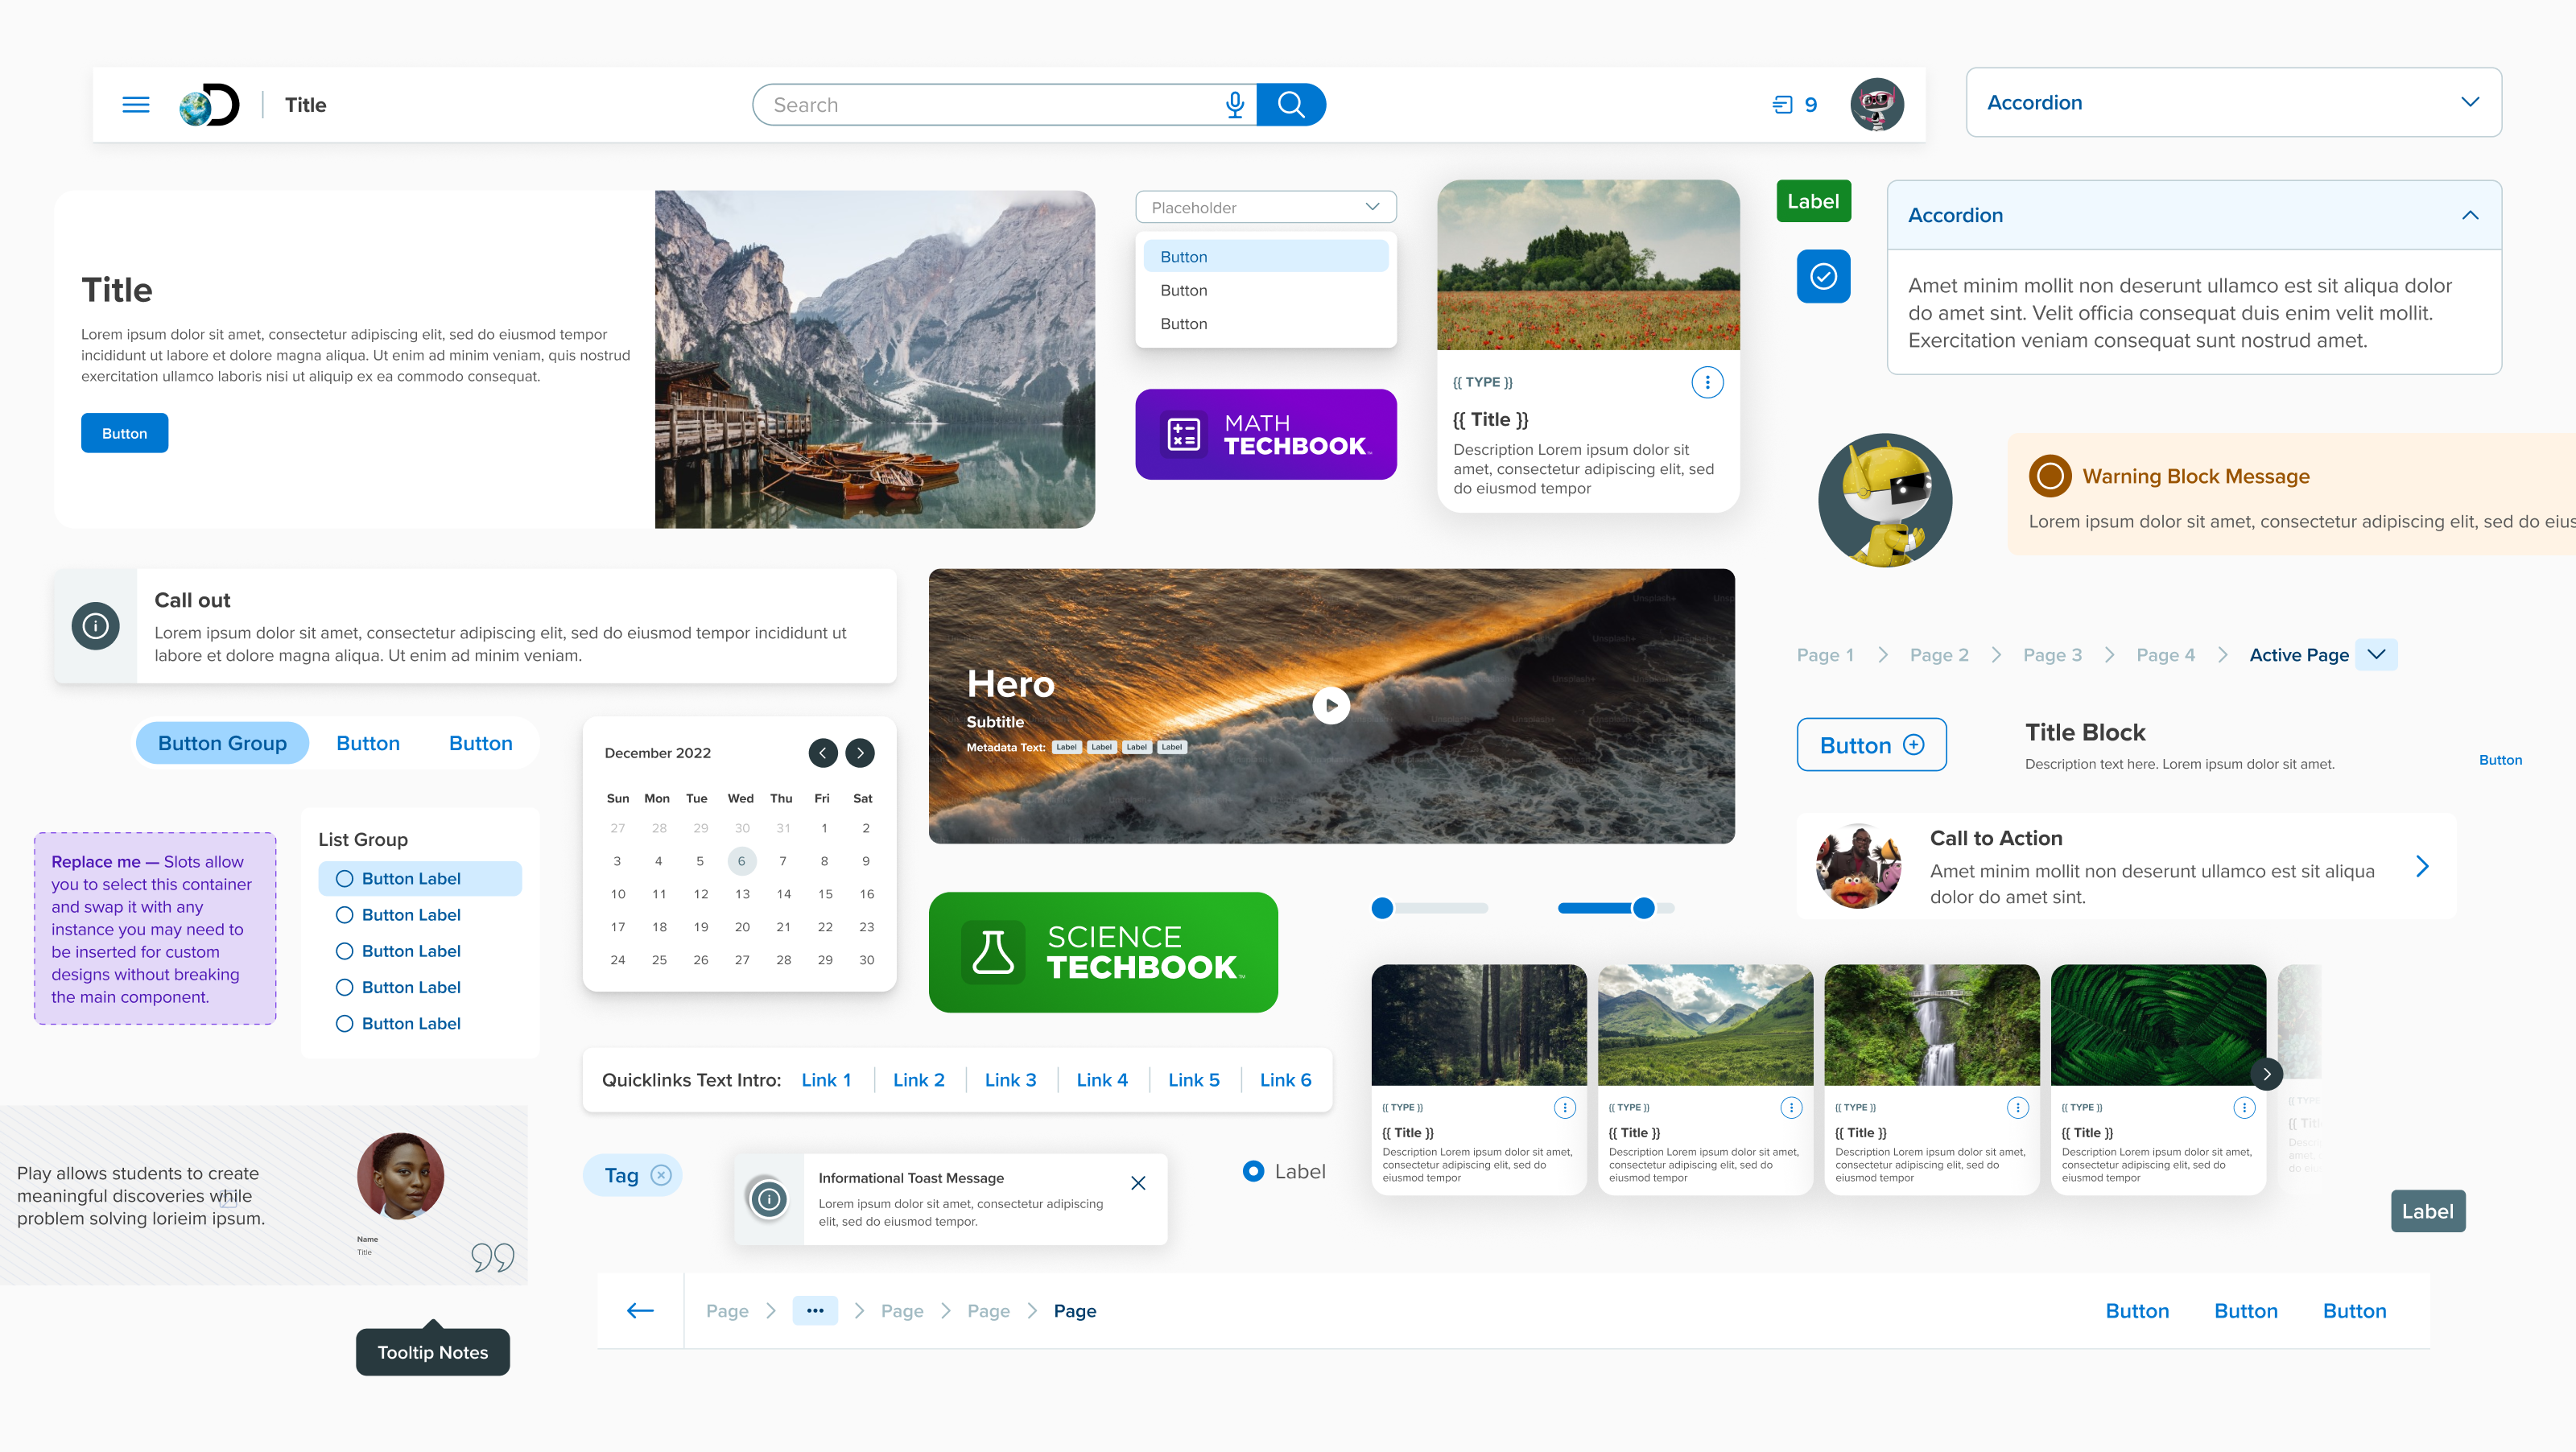 Title
Search
9
Accordion
Title
Lorem ipsum dolor sit amet, consectetur adipiscing elit, sed do eiusmod tempor
incididunt ut labore et dolore magna aliqua. Ut enim ad minim veniam, quis nostrud
exercitation ullamco laboris nisi ut aliquip ex ea commodo consequat.
Button
Placeholder
Button
Button
Button
MATH
TECHBOOK™
{{ TYPE }}
{{ Title }}
Description Lorem ipsum dolor sit
amet, consectetur adipiscing elit, sed
do eiusmod tempor
Label
Accordion
Amet minim mollit non deserunt ullamco est sit aliqua dolor
do amet sint. Velit officia consequat duis enim velit mollit.
Exercitation veniam consequat sunt nostrud amet.
Warning Block Message
Lorem ipsum dolor sit amet, consectetur adipiscing elit, sed do eius
Call out
Lorem ipsum dolor sit amet, consectetur adipiscing elit, sed do eiusmod tempor incididunt ut
labore et dolore magna aliqua. Ut enim ad minim veniam.
Hero
Subtitle
Metadata Text: Label Label Label Label
Unsplash+
Unsplash+
Unsplash+
Page 1 Page 2 Page 3 Page 4 Active Page
Button Group Button Button
Button
Title Block
Description text here. Lorem ipsum dolor sit amet.
Button
December 2022
Sun Mon Tue Wed Thu Fri Sat
27 28 29 30 31 1 2
3 4 5 6 7 8 9
10 11 12 13 14 15 16
17 18 19 20 21 22 23
24 25 26 27 28 29 30
Replace me — Slots allow
you to select this container
and swap it with any
instance you may need to
be inserted for custom
designs without breaking
the main component.
List Group
Button Label
Button Label
Button Label
Button Label
Button Label
Call to Action
Amet minim mollit non deserunt ullamco est sit aliqua
dolor do amet sint.
SCIENCE
TECHBOOK™
Quicklinks Text Intro: Link 1 Link 2 Link 3 Link 4 Link 5 Link 6
{{ TYPE }}
{{ Title }}
Description Lorem ipsum dolor sit amet,
consectetur adipiscing elit, sed do
eiusmod tempor
{{ TYPE }}
{{ Title }}
Description Lorem ipsum dolor sit amet,
consectetur adipiscing elit, sed do
eiusmod tempor
{{ TYPE }}
{{ Title }}
Description Lorem ipsum dolor sit amet,
consectetur adipiscing elit, sed do
eiusmod tempor
{{ TYPE }}
{{ Title }}
Description Lorem ipsum dolor sit amet,
consectetur adipiscing elit, sed do
eiusmod tempor
Play allows students to create
meaningful discoveries while
problem solving lorieim ipsum.
Name
Title
Tag
Informational Toast Message
Lorem ipsum dolor sit amet, consectetur adipiscing
elit, sed do eiusmod tempor.
Label
Label
Page ••• Page Page Page
Button Button Button
Tooltip Notes